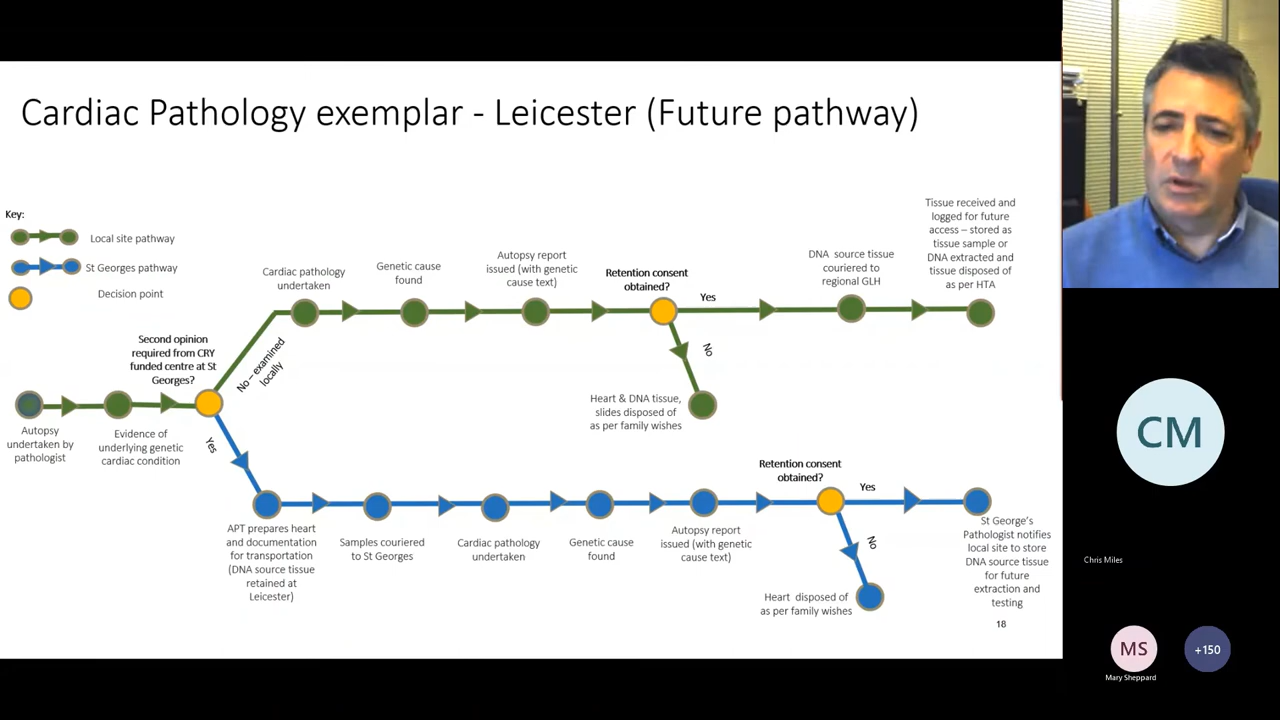 Cardiac Pathology exemplar - Leicester (Future pathway)
Key:
Local site pathway
St Georges pathway
Decision point
Autopsy
undertaken by
pathologist
Evidence of
underlying genetic
cardiac condition
Second opinion
required from CRY
funded centre at St
Georges?
No – examined
locally
Cardiac pathology
undertaken
Genetic cause
found
Autopsy report
issued (with genetic
cause text)
Retention consent
obtained?
Yes
DNA source tissue
couriered to
regional GLH
Tissue received and
logged for future
access – stored as
tissue sample or
DNA extracted and
tissue disposed of
as per HTA
No
Heart & DNA tissue,
slides disposed of
as per family wishes
Yes
APT prepares heart
and documentation
for transportation
(DNA source tissue
retained at
Leicester)
Samples couriered
to St Georges
Cardiac pathology
undertaken
Genetic cause
found
Autopsy report
issued (with genetic
cause text)
Retention consent
obtained?
Yes
St George's
Pathologist notifies
local site to store
DNA source tissue
for future
extraction and
testing
No
Heart disposed of
as per family wishes
18
CM
Chris Miles
MS
Mary Sheppard
+150